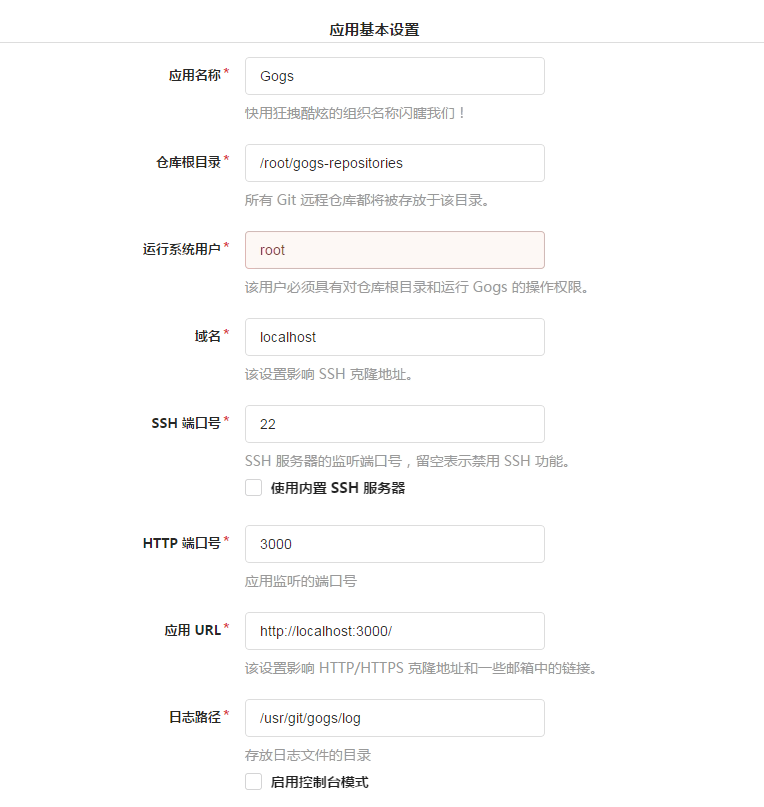 应用基本设置
应用名称*
Gogs
快用狂拽酷炫的组织名称闪瞎我们！
仓库根目录*
/root/gogs-repositories
所有 Git 远程仓库都将被存放于该目录。
运行系统用户*
root
该用户必须具有对仓库根目录和运行 Gogs 的操作权限。
域名*
localhost
该设置影响 SSH 克隆地址。
SSH 端口号*
22
SSH 服务器的监听端口号，留空表示禁用 SSH 功能。
使用内置 SSH 服务器
HTTP 端口号*
3000
应用监听的端口号
应用 URL*
http://localhost:3000/
该设置影响 HTTP/HTTPS 克隆地址和一些邮箱中的链接。
日志路径*
/usr/git/gogs/log
存放日志文件的目录
启用控制台模式